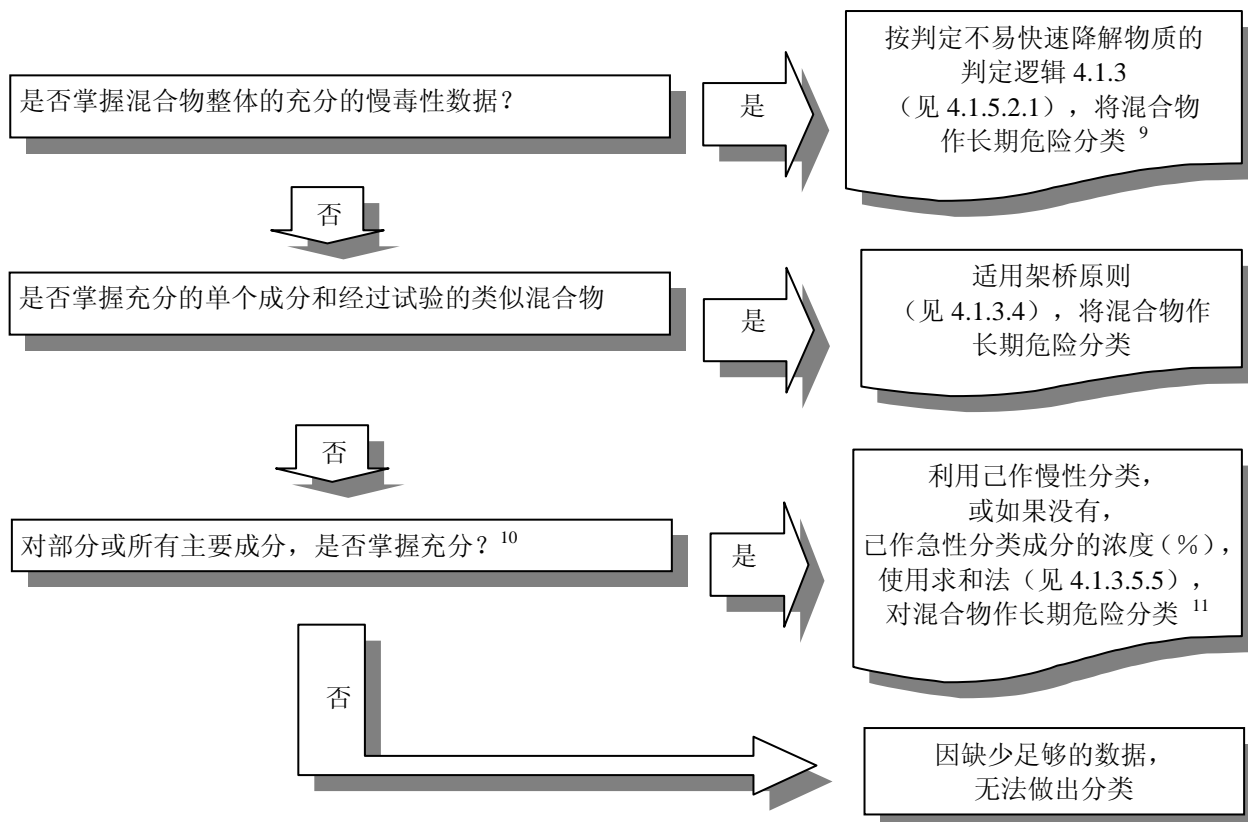 是否掌握混合物整体的充分的慢毒性数据？
是
按判定不易快速降解物质的
判定逻辑 4.1.3
（见 4.1.5.2.1），将混合物
作长期危险分类 9
否
是否掌握充分的单个成分和经过试验的类似混合物
是
适用架桥原则
（见 4.1.3.4），将混合物作
长期危险分类
否
对部分或所有主要成分，是否掌握充分？10
是
利用己作慢性分类，
或如果没有，
已作急性分类成分的浓度（%），
使用求和法（见 4.1.3.5.5），
对混合物作长期危险分类 11
否
因缺少足够的数据，
无法做出分类